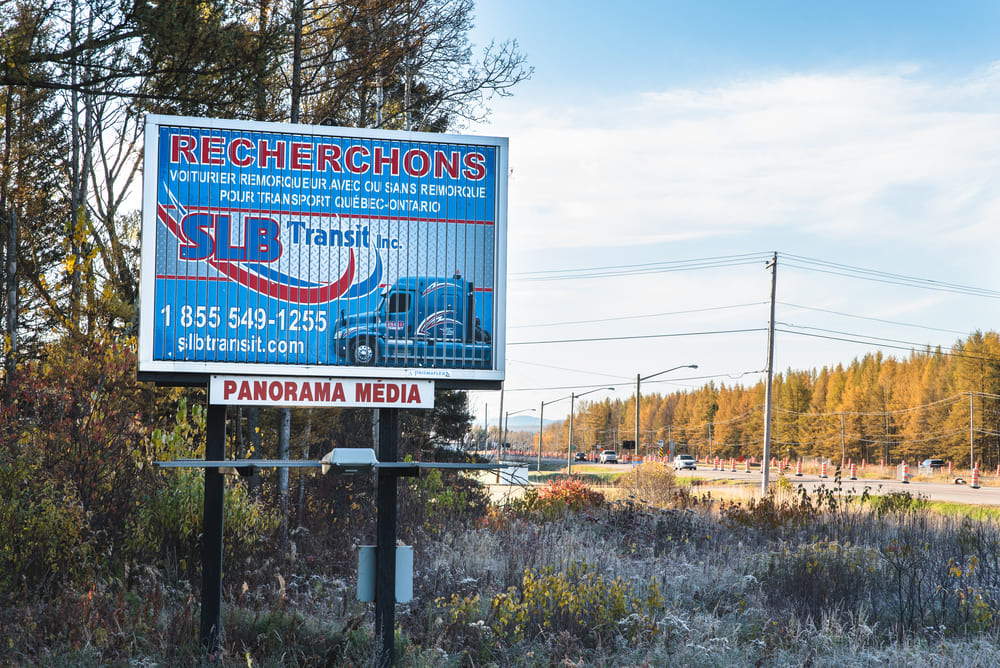 RECHERCHONS
VOITURIER REMORQUEUR AVEC OU SANS REMORQUE
POUR TRANSPORT QUÉBEC-ONTARIO
SLB Transit inc.
1 855 549-1255
slbtransit.com
PRISMAFLEX
PANORAMA MÉDIA